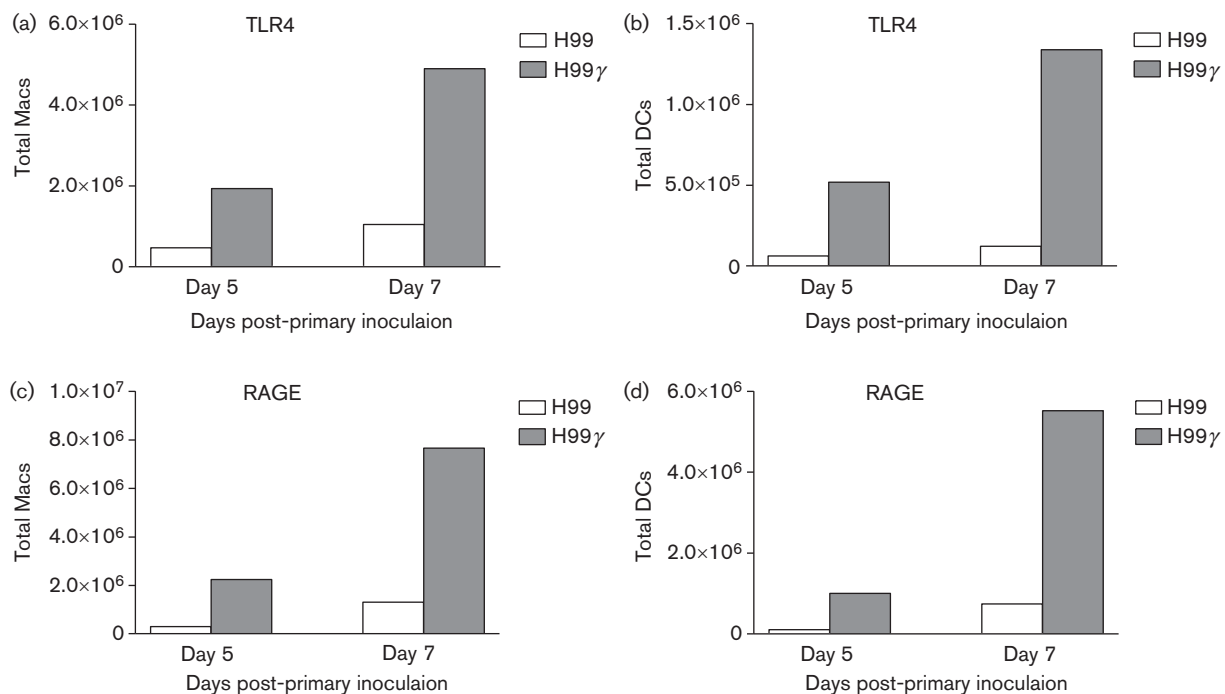 (a)
TLR4
6.0×10⁶
4.0×10⁶
2.0×10⁶
0
Total Macs
H99
H99γ
Day 5
Day 7
Days post-primary inoculaion
(b)
TLR4
1.5×10⁶
1.0×10⁶
5.0×10⁵
0
Total DCs
H99
H99γ
Day 5
Day 7
Days post-primary inoculaion
(c)
RAGE
1.0×10⁷
8.0×10⁶
6.0×10⁶
4.0×10⁶
2.0×10⁶
0
Total Macs
H99
H99γ
Day 5
Day 7
Days post-primary inoculaion
(d)
RAGE
6.0×10⁶
4.0×10⁶
2.0×10⁶
0
Total DCs
H99
H99γ
Day 5
Day 7
Days post-primary inoculaion